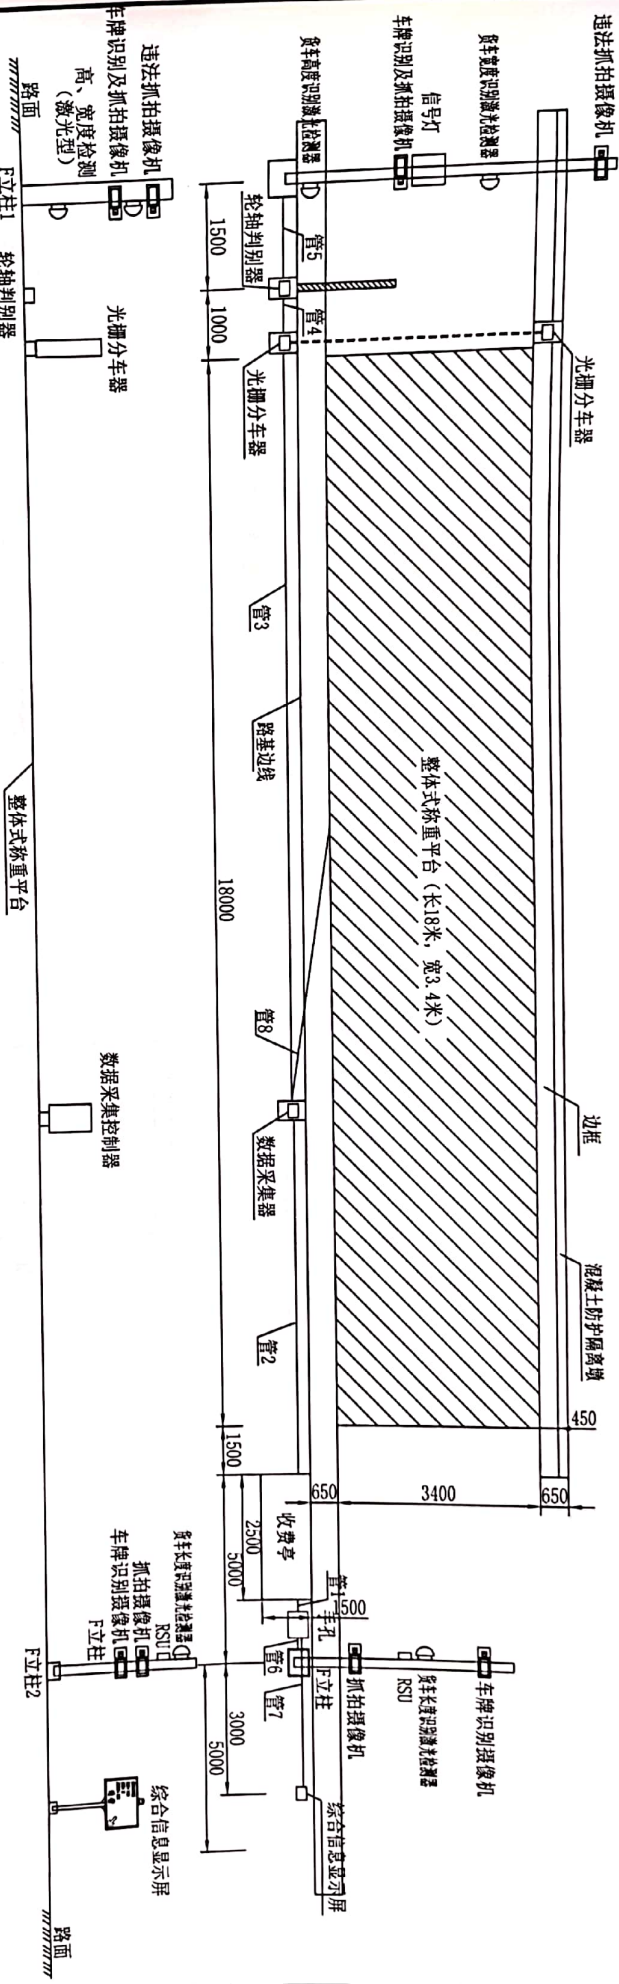 违法抓拍摄像机
货车宽度识别激光检测器
信号灯
车牌识别及抓拍摄像机
货车高度识别激光检测器
光栅分车器
管5
轮轴判别器
管4
光栅分车器
1500
1000
18000
1500
管3
路基边线
整体式称重平台（长18米，宽3.4米）
管8
数据采集器
管2
边框
混凝土防护隔离墩
450
650
3400
650
收费亭
2500
5000
管1
1500
手孔
管6
管7
F立柱
抓拍摄像机
RSU
货车长度识别激光检测器
车牌识别摄像机
3000
5000
综合信息显示屏
违法抓拍摄像机
车牌识别及抓拍摄像机
高、宽度检测
（激光型）
路面
F立柱1
轮轴判别器
光栅分车器
整体式称重平台
数据采集控制器
货车长度识别激光检测器
RSU
抓拍摄像机
车牌识别摄像机
F立柱
F立柱2
综合信息显示屏
路面